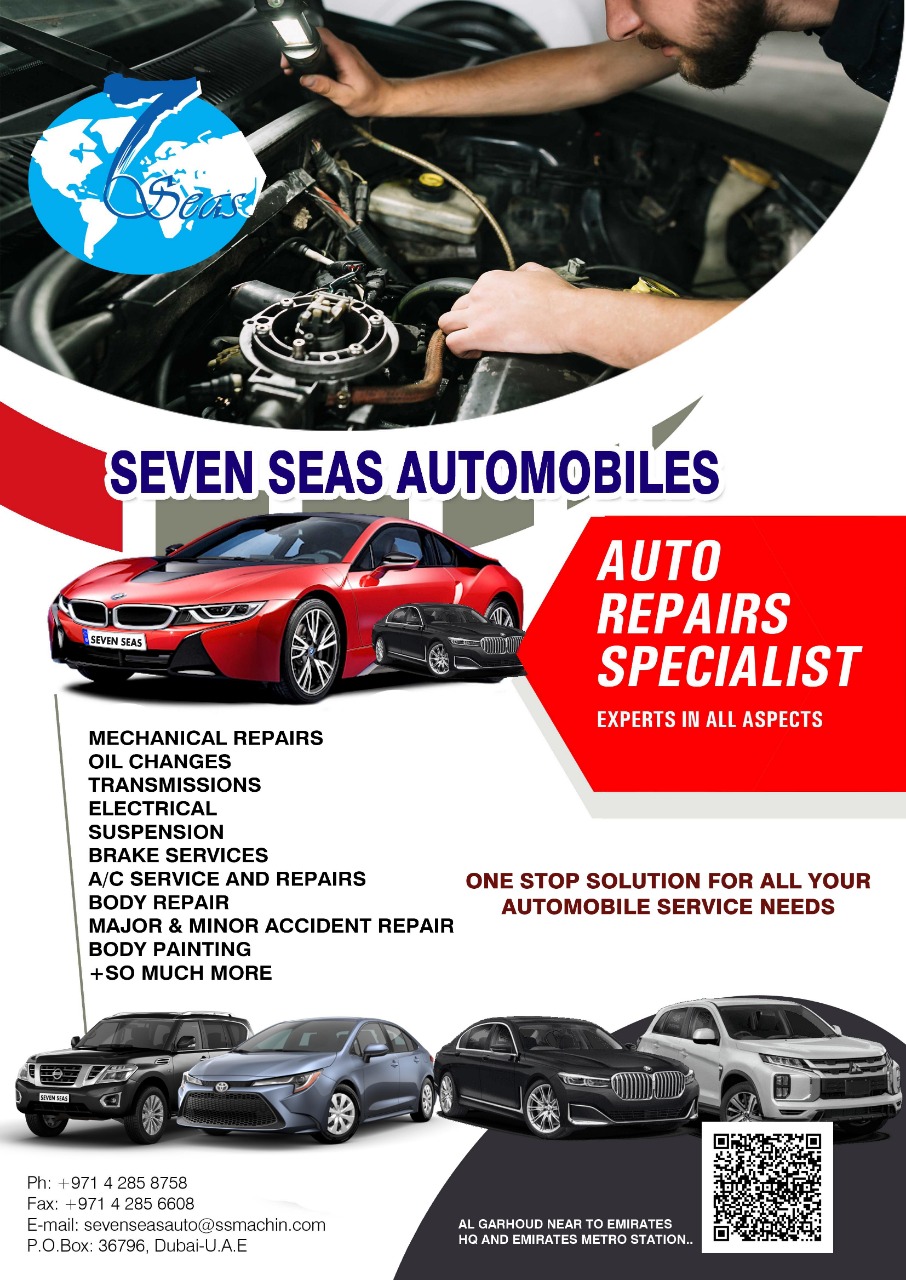 7
Seas
SEVEN SEAS AUTOMOBILES
SEVEN SEAS
AUTO
REPAIRS
SPECIALIST
EXPERTS IN ALL ASPECTS
MECHANICAL REPAIRS
OIL CHANGES
TRANSMISSIONS
ELECTRICAL
SUSPENSION
BRAKE SERVICES
A/C SERVICE AND REPAIRS
BODY REPAIR
MAJOR & MINOR ACCIDENT REPAIR
BODY PAINTING
+SO MUCH MORE
ONE STOP SOLUTION FOR ALL YOUR
AUTOMOBILE SERVICE NEEDS
SEVEN SEAS
Ph: +971 4 285 8758
Fax: +971 4 285 6608
E-mail: sevenseasauto@ssmachin.com
P.O.Box: 36796, Dubai-U.A.E
AL GARHOUD NEAR TO EMIRATES
HQ AND EMIRATES METRO STATION..